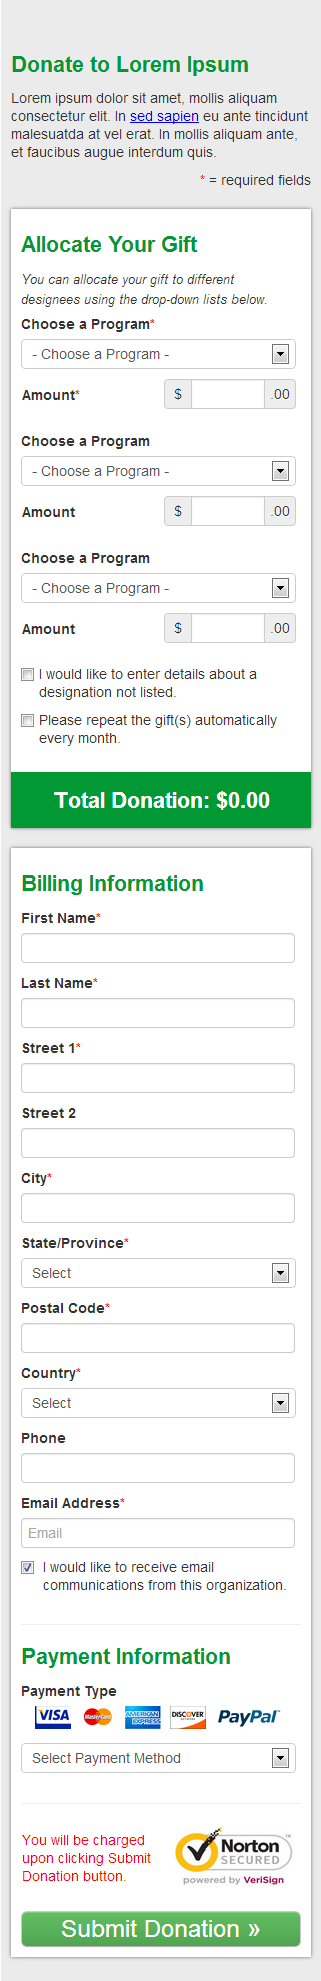 Donate to Lorem Ipsum
Lorem ipsum dolor sit amet, mollis aliquam
consectetur elit. In sed sapien eu ante tincidunt
malesuatda at vel erat. In mollis aliquam ante,
et faucibus augue interdum quis.
* = required fields
Allocate Your Gift
You can allocate your gift to different
designees using the drop-down lists below.
Choose a Program*
- Choose a Program -
Amount* $ .00
Choose a Program
- Choose a Program -
Amount $ .00
Choose a Program
- Choose a Program -
Amount $ .00
I would like to enter details about a
designation not listed.
Please repeat the gift(s) automatically
every month.
Total Donation: $0.00
Billing Information
First Name*
Last Name*
Street 1*
Street 2
City*
State/Province*
Select
Postal Code*
Country*
Select
Phone
Email Address*
Email
I would like to receive email
communications from this organization.
Payment Information
Payment Type
VISA MasterCard AMERICAN EXPRESS DISCOVER NETWORK PayPal
Select Payment Method
You will be charged
upon clicking Submit
Donation button.
Norton
SECURED
powered by VeriSign
Submit Donation »